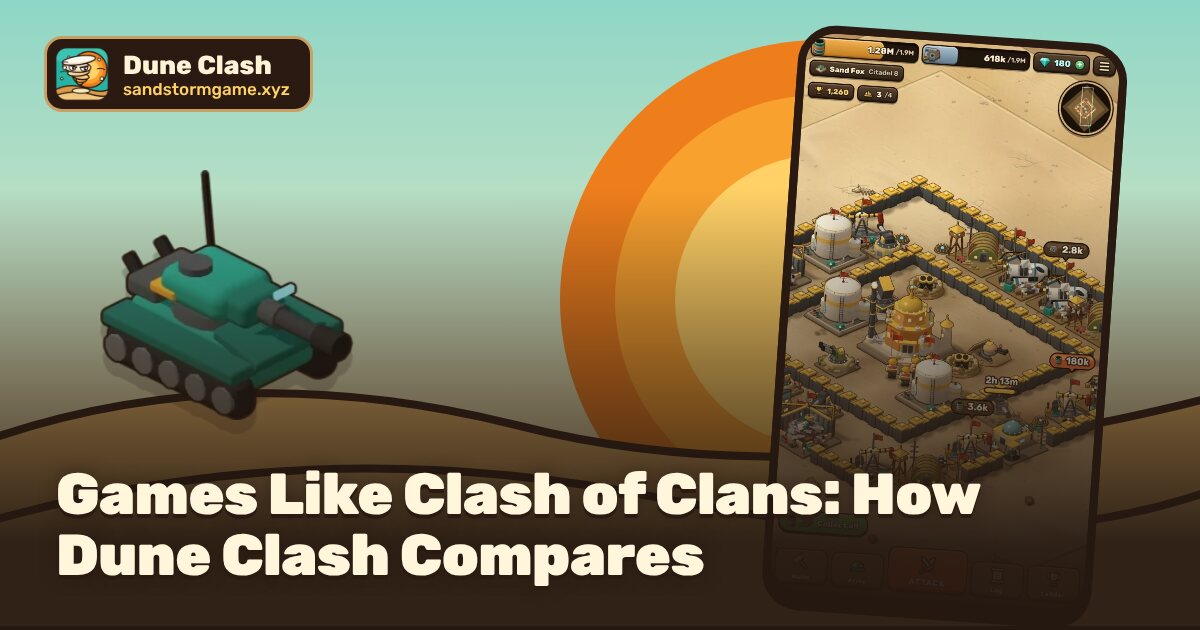 Dune Clash
sandstormgame.xyz
1.28M /1.9M
618k /1.9M
180
Sand Fox Citadel 8
1,260
3 /4
2.8k
180k
2h 13m
3.6k
Games Like Clash of Clans: How
Dune Clash Compares
ATTACK